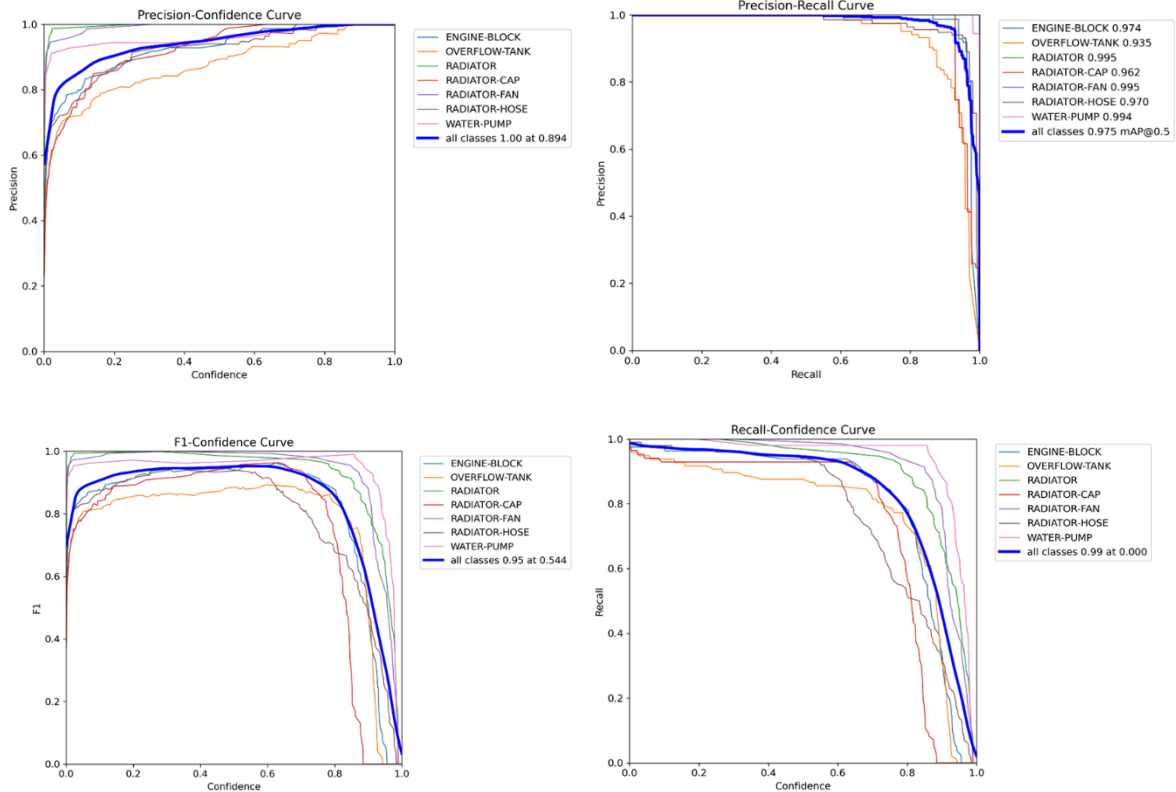 Precision-Confidence Curve
1.0
0.8
0.6
0.4
0.2
0.0
Precision
0.0 0.2 0.4 0.6 0.8 1.0
Confidence
ENGINE-BLOCK
OVERFLOW-TANK
RADIATOR
RADIATOR-CAP
RADIATOR-FAN
RADIATOR-HOSE
WATER-PUMP
all classes 1.00 at 0.894
Precision-Recall Curve
1.0
0.8
0.6
0.4
0.2
0.0
Precision
0.0 0.2 0.4 0.6 0.8 1.0
Recall
ENGINE-BLOCK 0.974
OVERFLOW-TANK 0.935
RADIATOR 0.995
RADIATOR-CAP 0.962
RADIATOR-FAN 0.995
RADIATOR-HOSE 0.970
WATER-PUMP 0.994
all classes 0.975 mAP@0.5
F1-Confidence Curve
1.0
0.8
0.6
0.4
0.2
0.0
F1
0.0 0.2 0.4 0.6 0.8 1.0
Confidence
ENGINE-BLOCK
OVERFLOW-TANK
RADIATOR
RADIATOR-CAP
RADIATOR-FAN
RADIATOR-HOSE
WATER-PUMP
all classes 0.95 at 0.544
Recall-Confidence Curve
1.0
0.8
0.6
0.4
0.2
0.0
Recall
0.0 0.2 0.4 0.6 0.8 1.0
Confidence
ENGINE-BLOCK
OVERFLOW-TANK
RADIATOR
RADIATOR-CAP
RADIATOR-FAN
RADIATOR-HOSE
WATER-PUMP
all classes 0.99 at 0.000